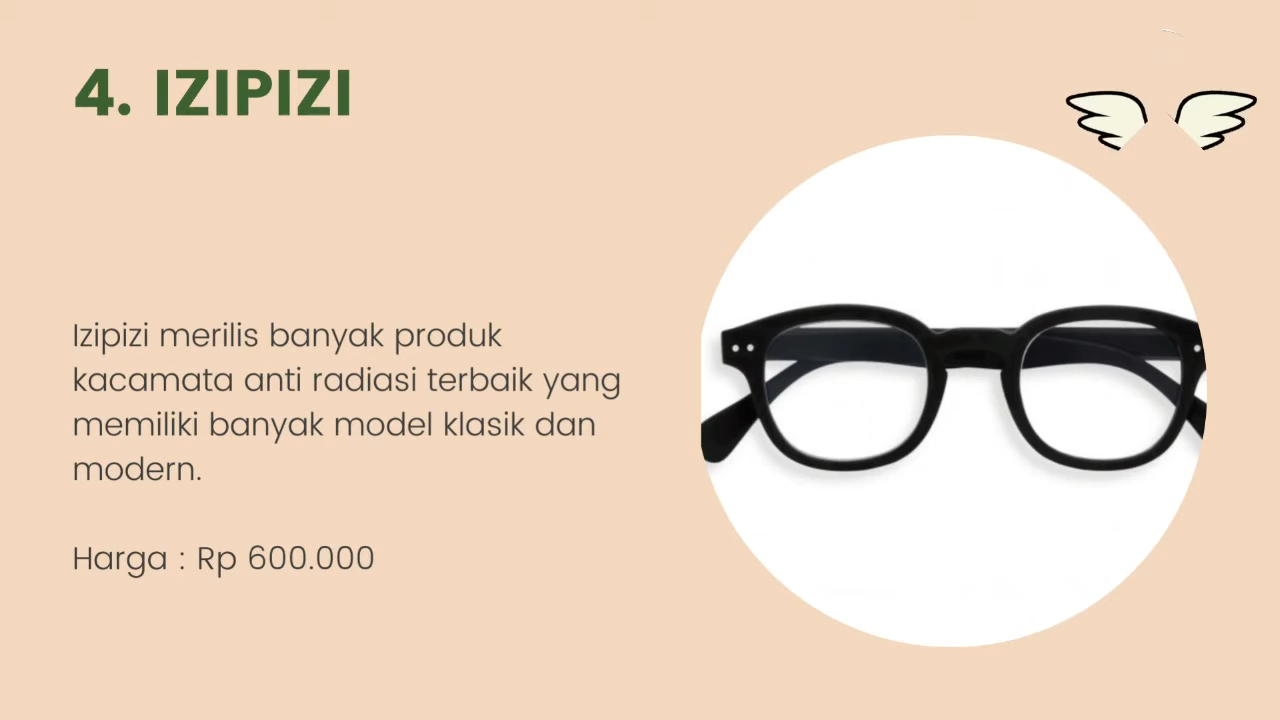 4. IZIPIZI
Izipizi merilis banyak produk
kacamata anti radiasi terbaik yang
memiliki banyak model klasik dan
modern.
Harga : Rp 600.000